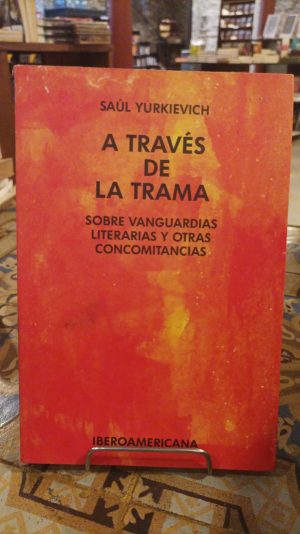 SAÚL YURKIEVICH
A TRAVÉS
DE
LA TRAMA
SOBRE VANGUARDIAS
LITERARIAS Y OTRAS
CONCOMITANCIAS
IBEROAMERICANA